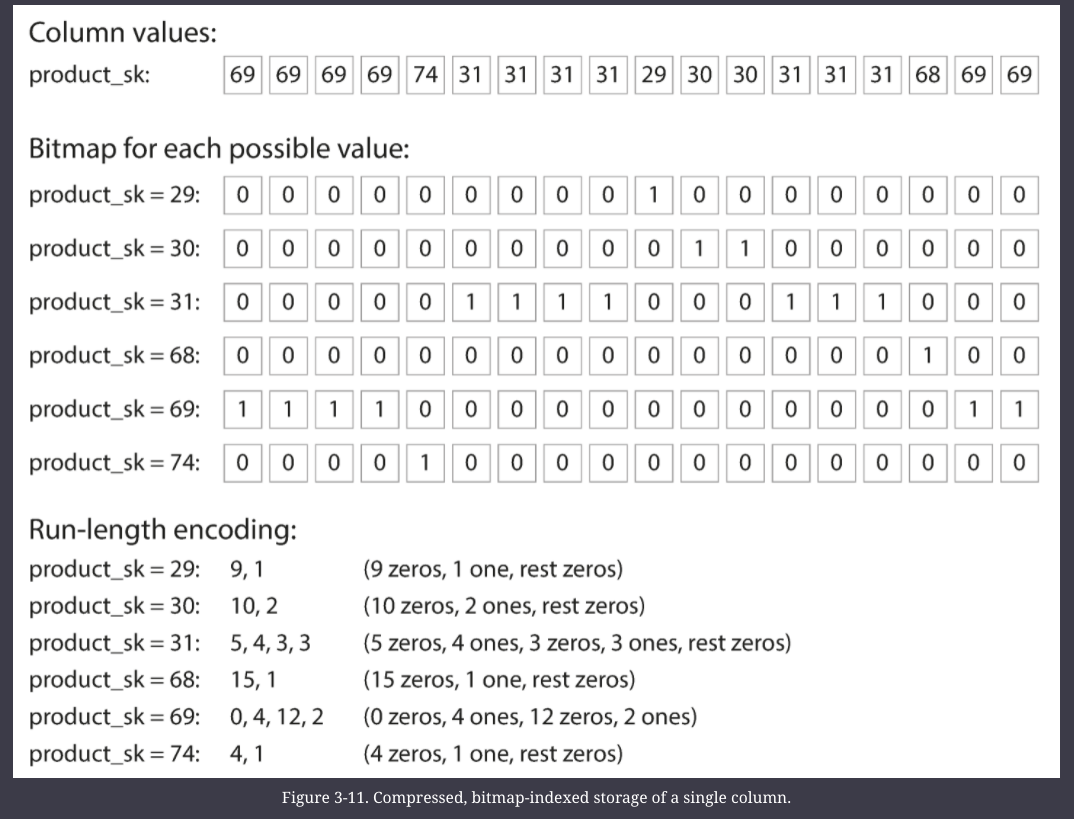 Column values:
product_sk: 69 69 69 69 74 31 31 31 31 29 30 30 31 31 31 68 69 69
Bitmap for each possible value:
product_sk = 29: 0 0 0 0 0 0 0 0 0 1 0 0 0 0 0 0 0 0
product_sk = 30: 0 0 0 0 0 0 0 0 0 0 1 1 0 0 0 0 0 0
product_sk = 31: 0 0 0 0 0 1 1 1 1 0 0 0 1 1 1 0 0 0
product_sk = 68: 0 0 0 0 0 0 0 0 0 0 0 0 0 0 0 1 0 0
product_sk = 69: 1 1 1 1 0 0 0 0 0 0 0 0 0 0 0 0 1 1
product_sk = 74: 0 0 0 0 1 0 0 0 0 0 0 0 0 0 0 0 0 0
Run-length encoding:
product_sk = 29: 9, 1 (9 zeros, 1 one, rest zeros)
product_sk = 30: 10, 2 (10 zeros, 2 ones, rest zeros)
product_sk = 31: 5, 4, 3, 3 (5 zeros, 4 ones, 3 zeros, 3 ones, rest zeros)
product_sk = 68: 15, 1 (15 zeros, 1 one, rest zeros)
product_sk = 69: 0, 4, 12, 2 (0 zeros, 4 ones, 12 zeros, 2 ones)
product_sk = 74: 4, 1 (4 zeros, 1 one, rest zeros)
Figure 3-11. Compressed, bitmap-indexed storage of a single column.